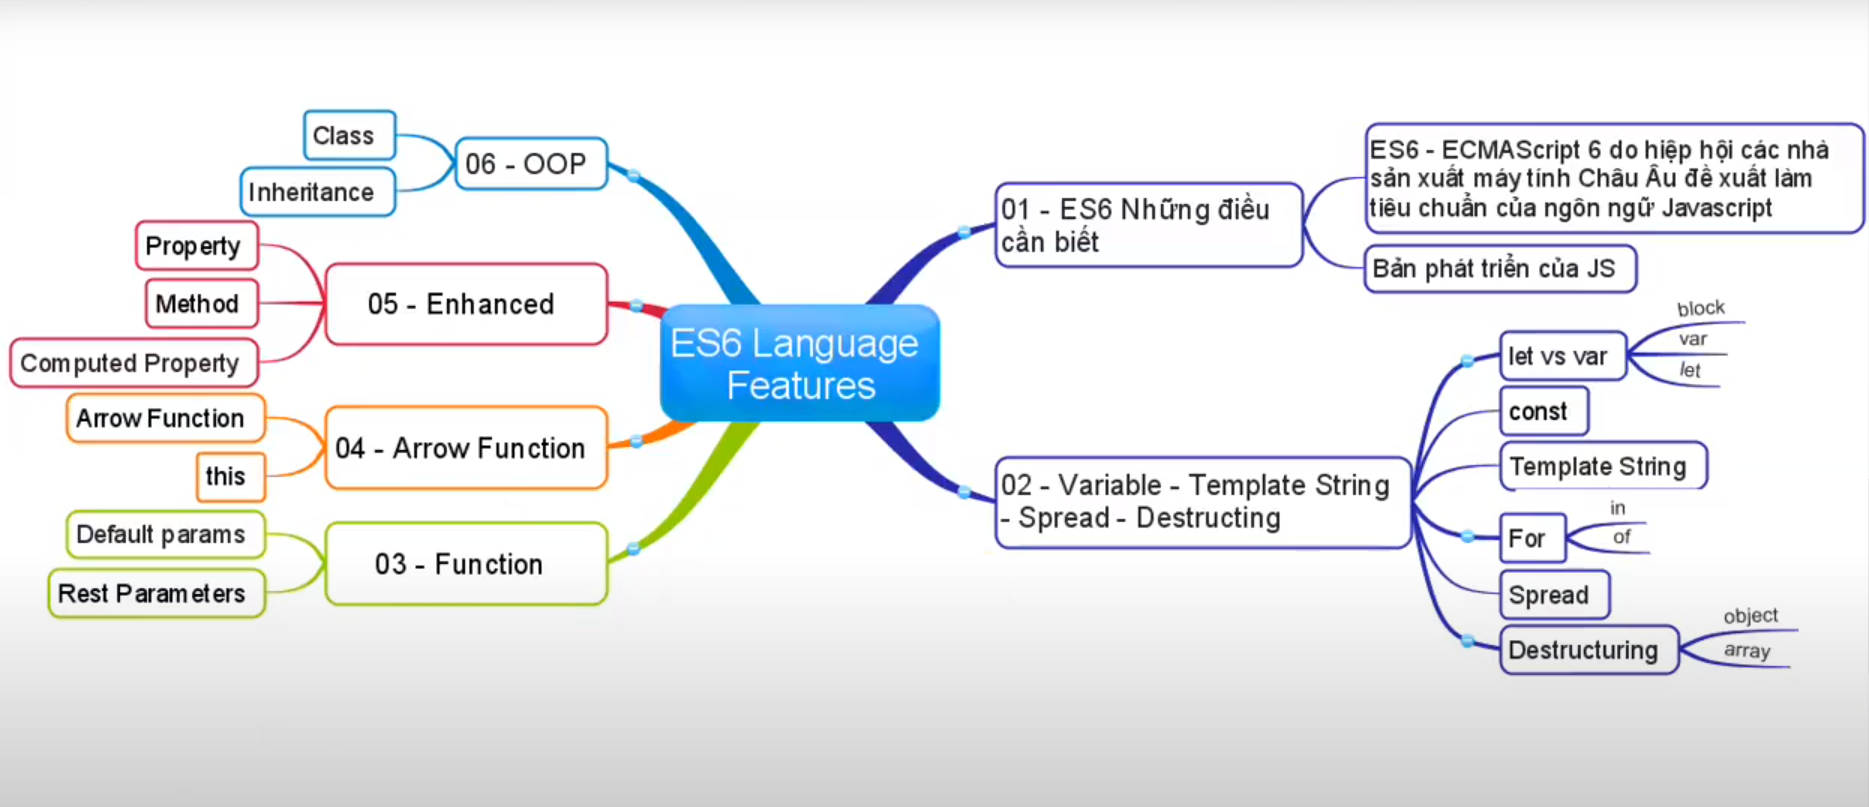 ES6 Language
Features
01 - ES6 Những điều
cần biết
ES6 - ECMAScript 6 do hiệp hội các nhà
sản xuất máy tính Châu Âu đề xuất làm
tiêu chuẩn của ngôn ngữ Javascript
Bản phát triển của JS
02 - Variable - Template String
- Spread - Destructing
let vs var
block
var
let
const
Template String
For
in
of
Spread
Destructuring
object
array
03 - Function
Default params
Rest Parameters
04 - Arrow Function
Arrow Function
this
05 - Enhanced
Property
Method
Computed Property
06 - OOP
Class
Inheritance